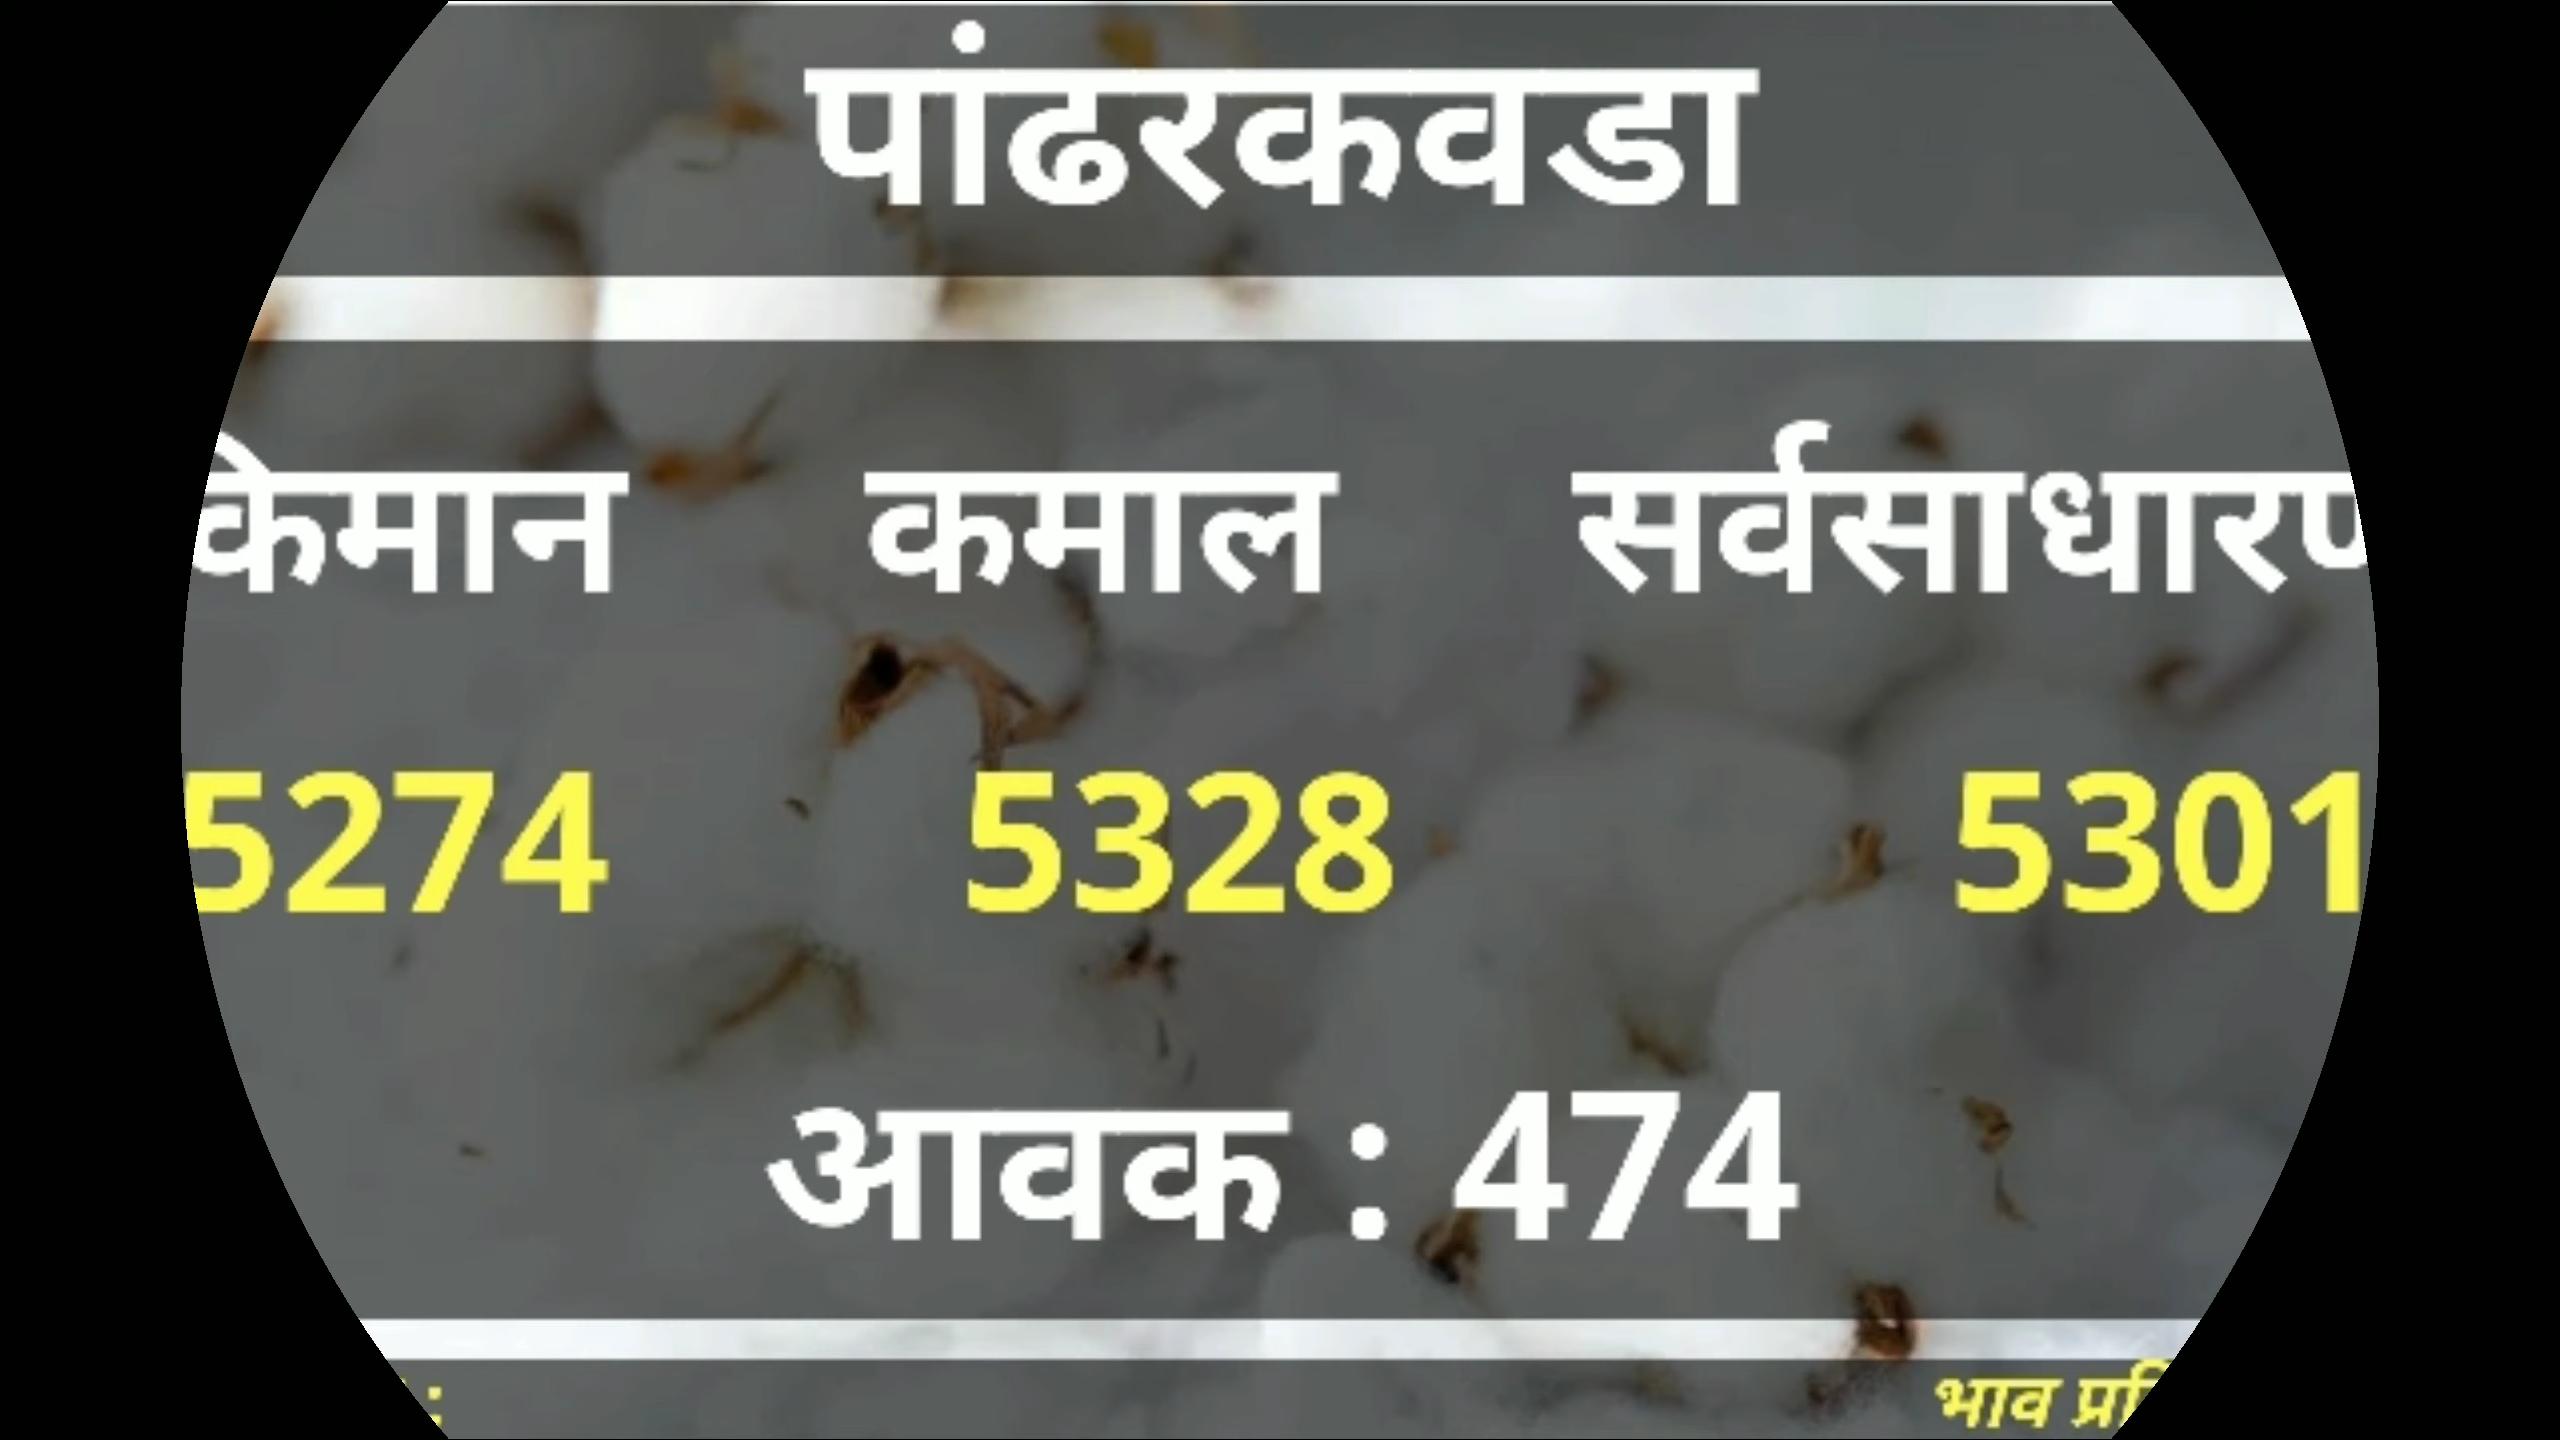 पांढरकवडा
किमान कमाल सर्वसाधारण
5274 5328 5301
आवक : 474
भाव